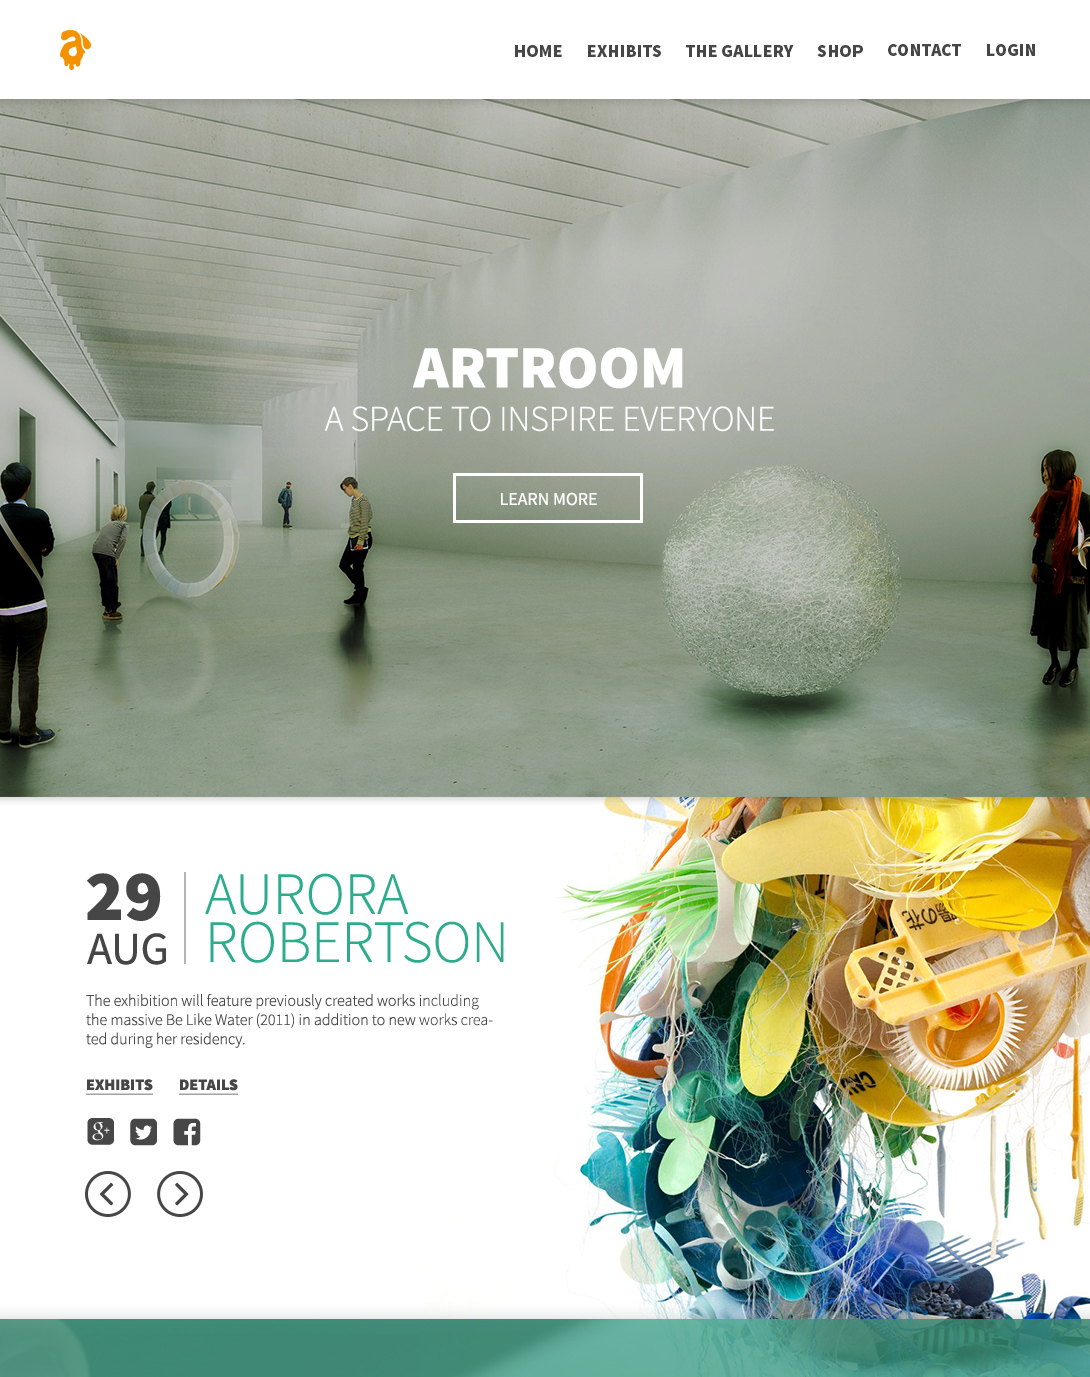 a
HOME EXHIBITS THE GALLERY SHOP CONTACT LOGIN
ARTROOM
A SPACE TO INSPIRE EVERYONE
LEARN MORE
29
AUG
AURORA
ROBERTSON
The exhibition will feature previously created works including
the massive Be Like Water (2011) in addition to new works crea-
ted during her residency.
EXHIBITS DETAILS
g+